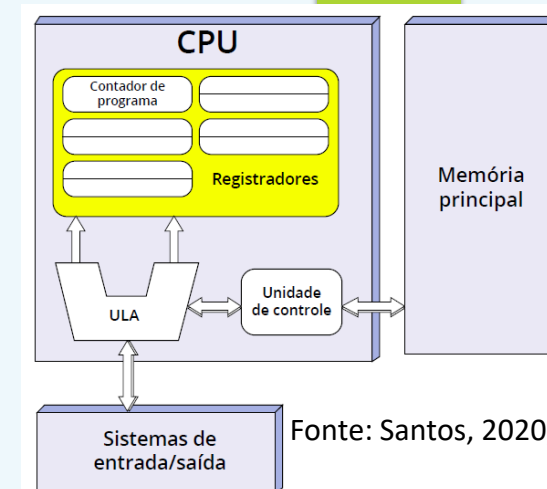 CPU
Contador de
programa
Registradores
Memória
principal
ULA
Unidade
de controle
Sistemas de
entrada/saída
Fonte: Santos, 2020